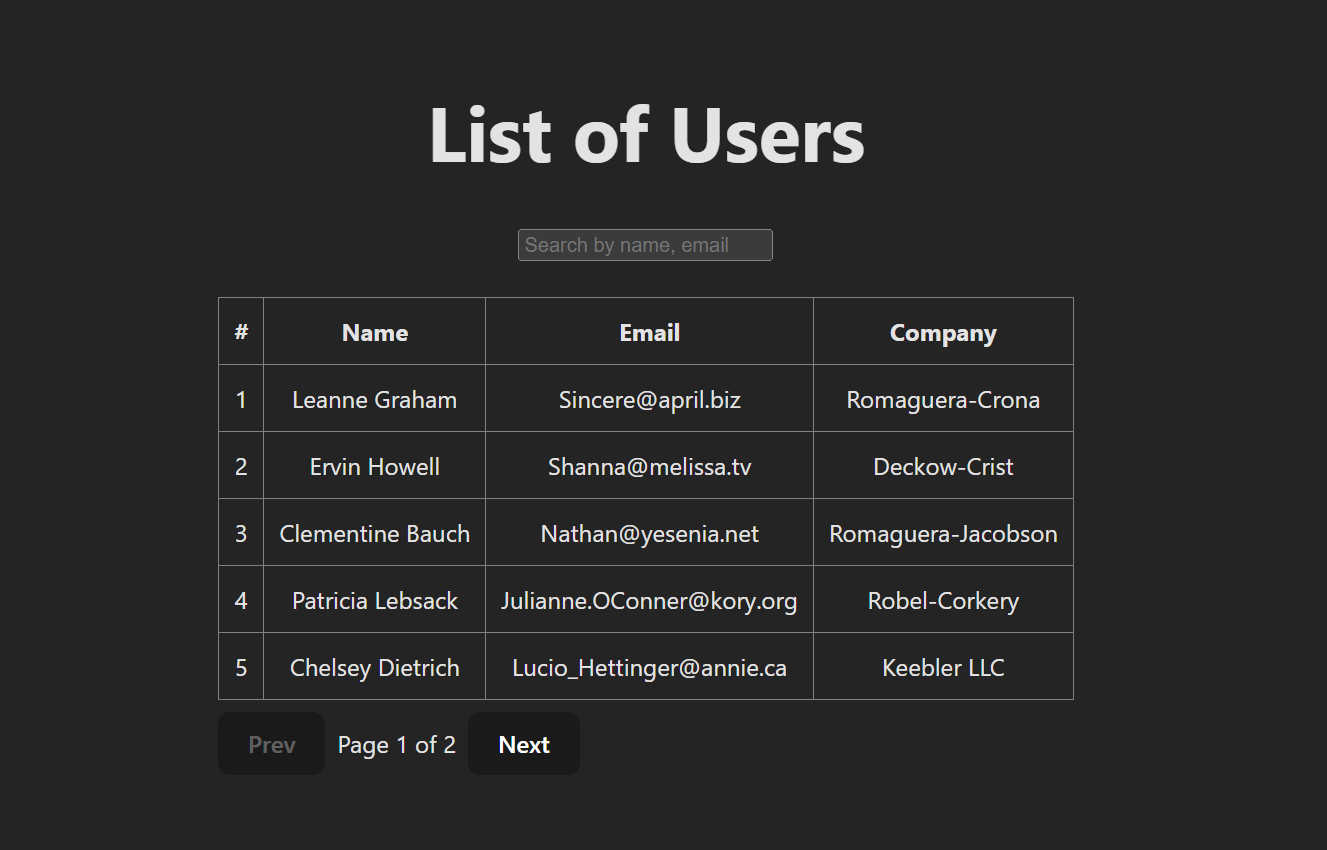 List of Users
Search by name, email
# Name Email Company
1 Leanne Graham Sincere@april.biz Romaguera-Crona
2 Ervin Howell Shanna@melissa.tv Deckow-Crist
3 Clementine Bauch Nathan@yesenia.net Romaguera-Jacobson
4 Patricia Lebsack Julianne.OConner@kory.org Robel-Corkery
5 Chelsey Dietrich Lucio_Hettinger@annie.ca Keebler LLC
Prev Page 1 of 2 Next